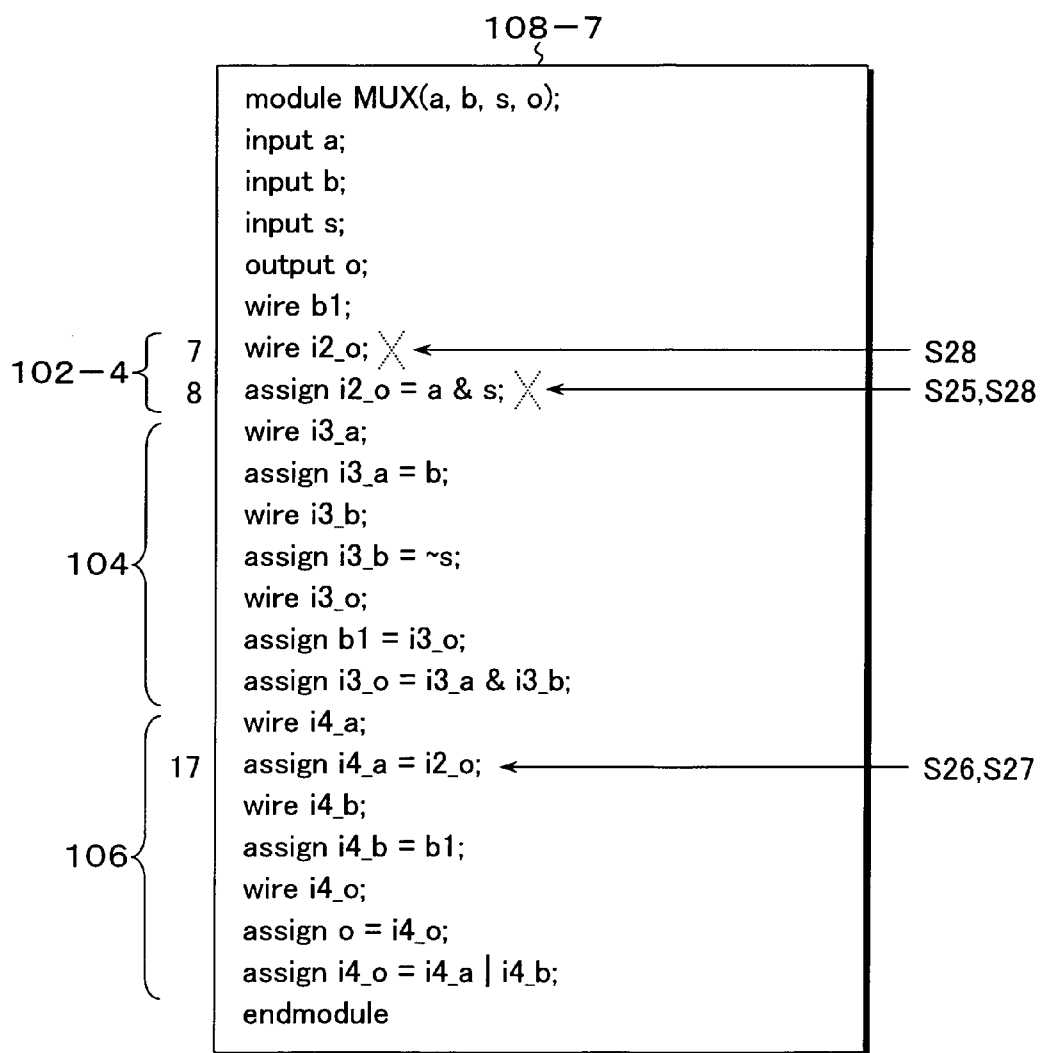 108-7
module MUX(a, b, s, o);
input a;
input b;
input s;
output o;
wire b1;
102-4 7 wire i2_o; S28
8 assign i2_o = a & s; S25,S28
wire i3_a;
assign i3_a = b;
wire i3_b;
104 assign i3_b = ~s;
wire i3_o;
assign b1 = i3_o;
assign i3_o = i3_a & i3_b;
wire i4_a;
17 assign i4_a = i2_o; S26,S27
wire i4_b;
106 assign i4_b = b1;
wire i4_o;
assign o = i4_o;
assign i4_o = i4_a | i4_b;
endmodule